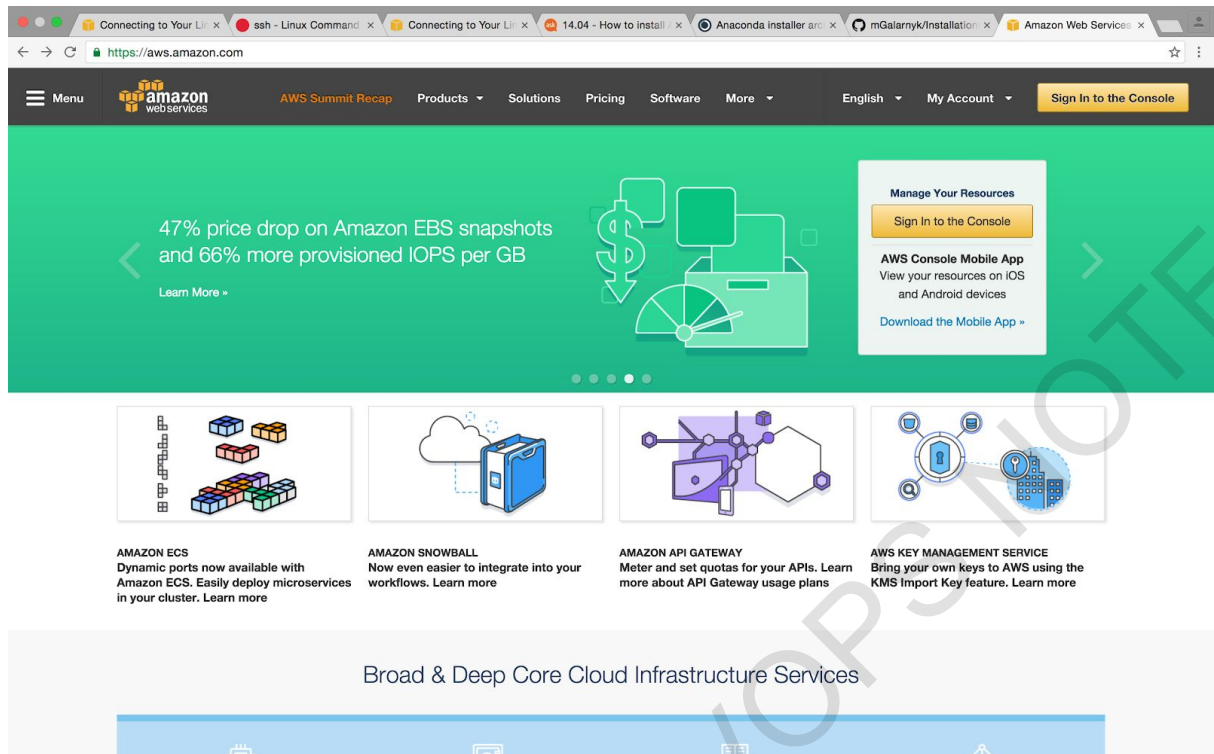 Connecting to Your Lin
ssh - Linux Command
Connecting to Your Lin
14.04 - How to install A
Anaconda installer arc
mGalarnyk/Installation
Amazon Web Services
https://aws.amazon.com
Menu
amazon
webservices
AWS Summit Recap
Products
Solutions
Pricing
Software
More
English
My Account
Sign In to the Console
47% price drop on Amazon EBS snapshots
and 66% more provisioned IOPS per GB
Learn More »
Manage Your Resources
Sign In to the Console
AWS Console Mobile App
View your resources on iOS
and Android devices
Download the Mobile App »
AMAZON ECS
Dynamic ports now available with
Amazon ECS. Easily deploy microservices
in your cluster. Learn more
AMAZON SNOWBALL
Now even easier to integrate into your
workflows. Learn more
AMAZON API GATEWAY
Meter and set quotas for your APIs. Learn
more about API Gateway usage plans
AWS KEY MANAGEMENT SERVICE
Bring your own keys to AWS using the
KMS Import Key feature. Learn more
Broad & Deep Core Cloud Infrastructure Services
OPS NOTE